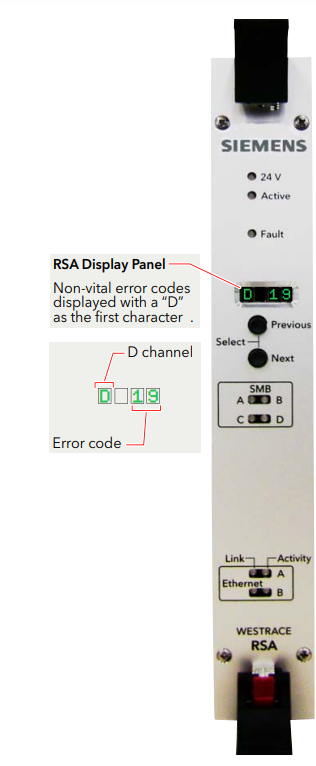 SIEMENS
24 V
Active
Fault
RSA Display Panel
Non-vital error codes
displayed with a “D”
as the first character .
D 19
Previous
Select
Next
D channel
D 19
Error code
SMB
A B
C D
Link Activity
A
Ethernet
B
WESTRACE
RSA